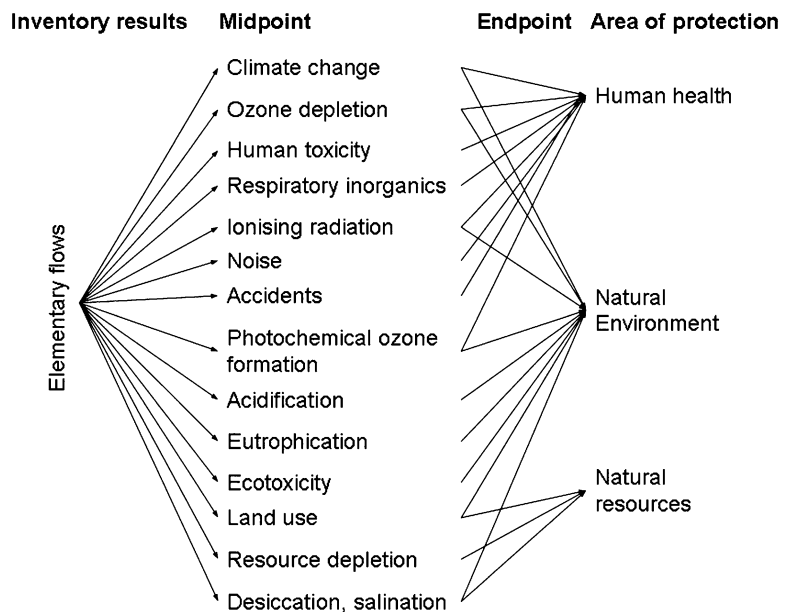 Inventory results
Midpoint
Endpoint
Area of protection
Elementary flows
Climate change
Ozone depletion
Human toxicity
Respiratory inorganics
Ionising radiation
Noise
Accidents
Photochemical ozone
formation
Acidification
Eutrophication
Ecotoxicity
Land use
Resource depletion
Desiccation, salination
Human health
Natural
Environment
Natural
resources